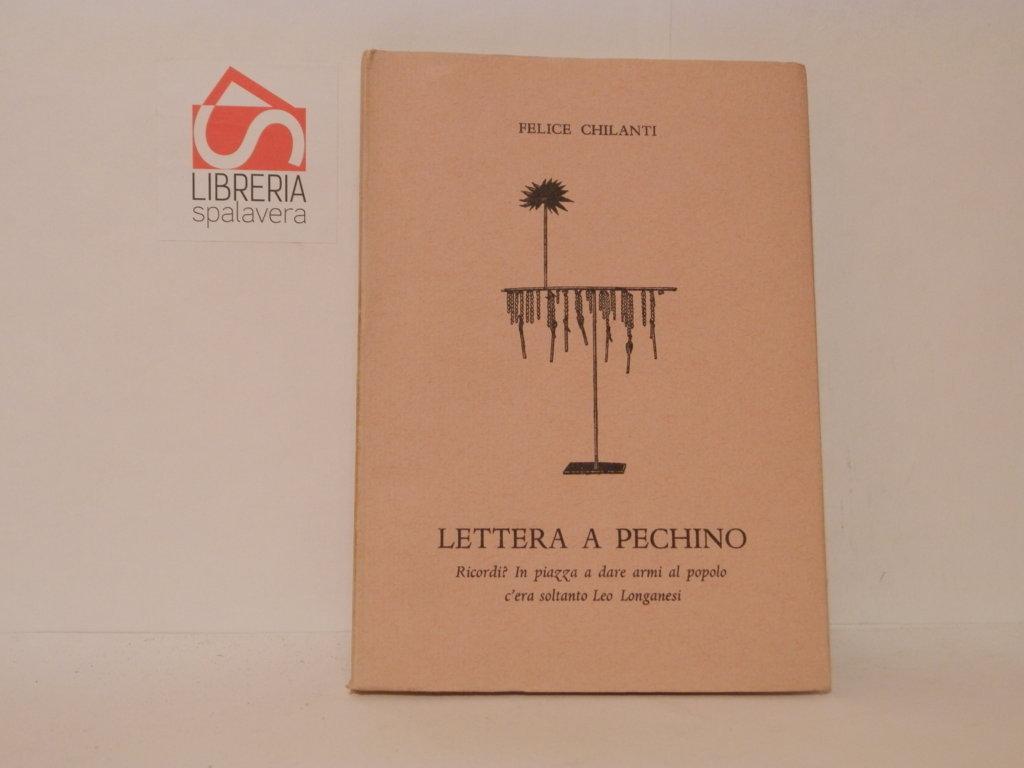 LIBRERIA
spalavera
FELICE CHILANTI
LETTERA A PECHINO
Ricordi? In piazza a dare armi al popolo
c'era soltanto Leo Longanesi